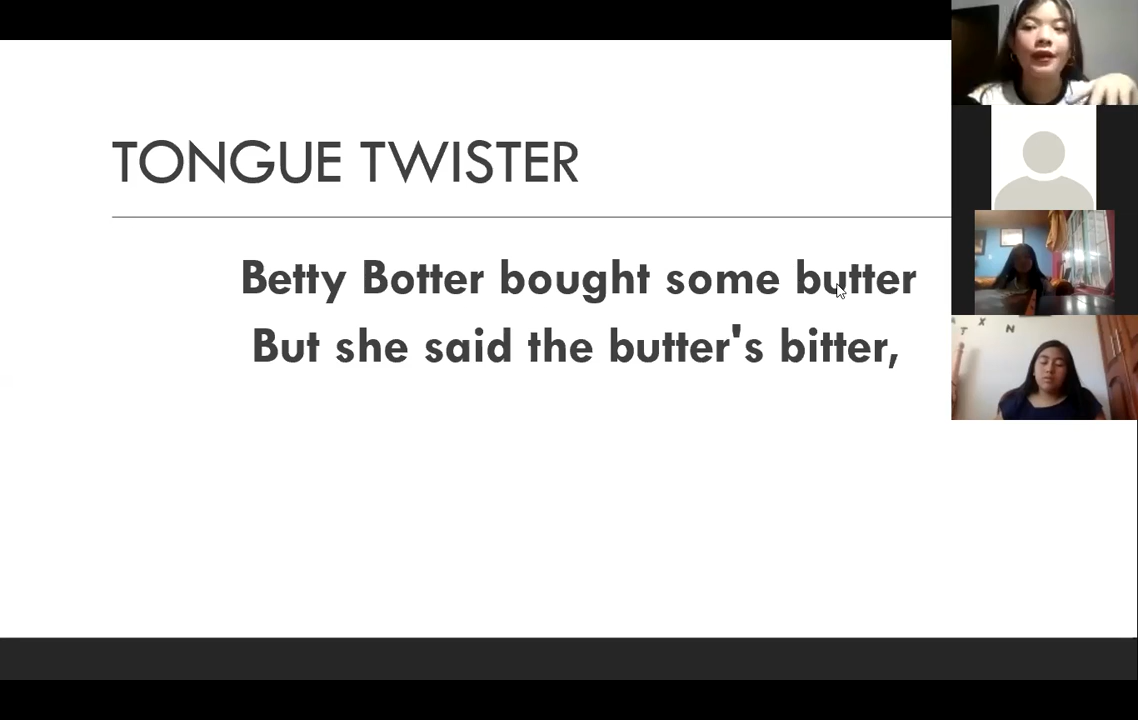 TONGUE TWISTER
Betty Botter bought some butter
But she said the butter's bitter,
T X N